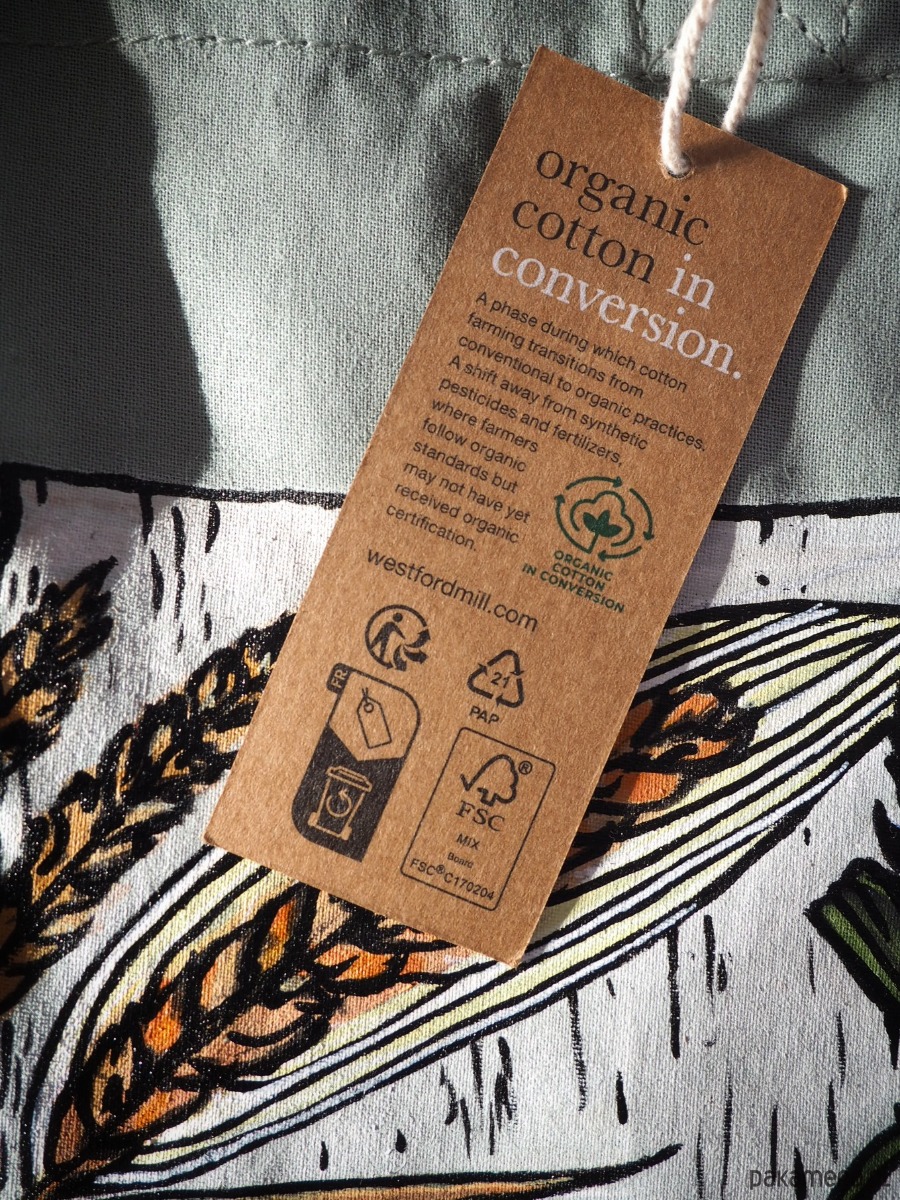 organic
cotton in
conversion.
A phase during which cotton
farming transitions from
conventional to organic practices.
A shift away from synthetic
pesticides and fertilizers,
where farmers
follow organic
standards but
may not have yet
received organic
certification.
ORGANIC
COTTON
IN CONVERSION
westfordmill.com
FR
21
PAP
FSC®
MIX
Board
FSC®C170204